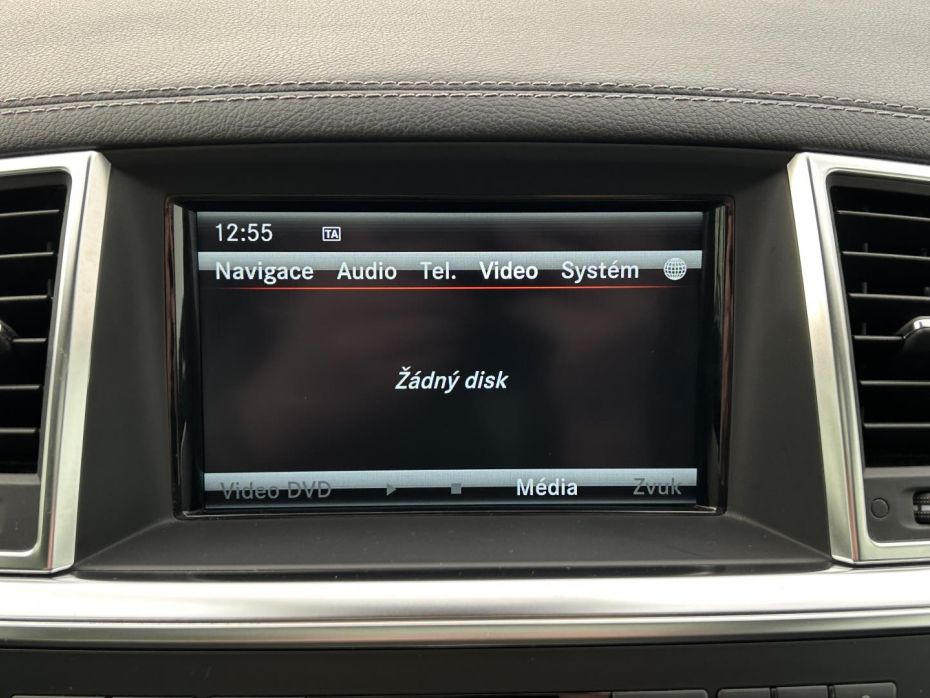 12:55 TA
Navigace Audio Tel. Video Systém
Žádný disk
Video DVD Média Zvuk